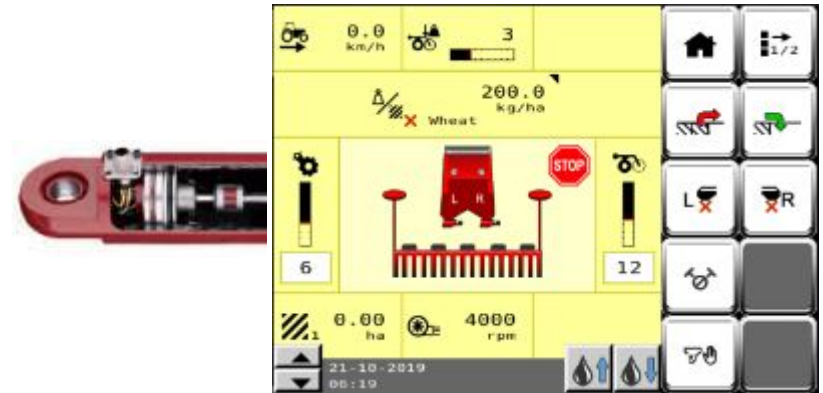 0.0
km/h
3
1/2
200.0
kg/ha
Wheat
STOP
L R
L
R
6
12
0.00
ha
1
4000
rpm
21-10-2019
06:19